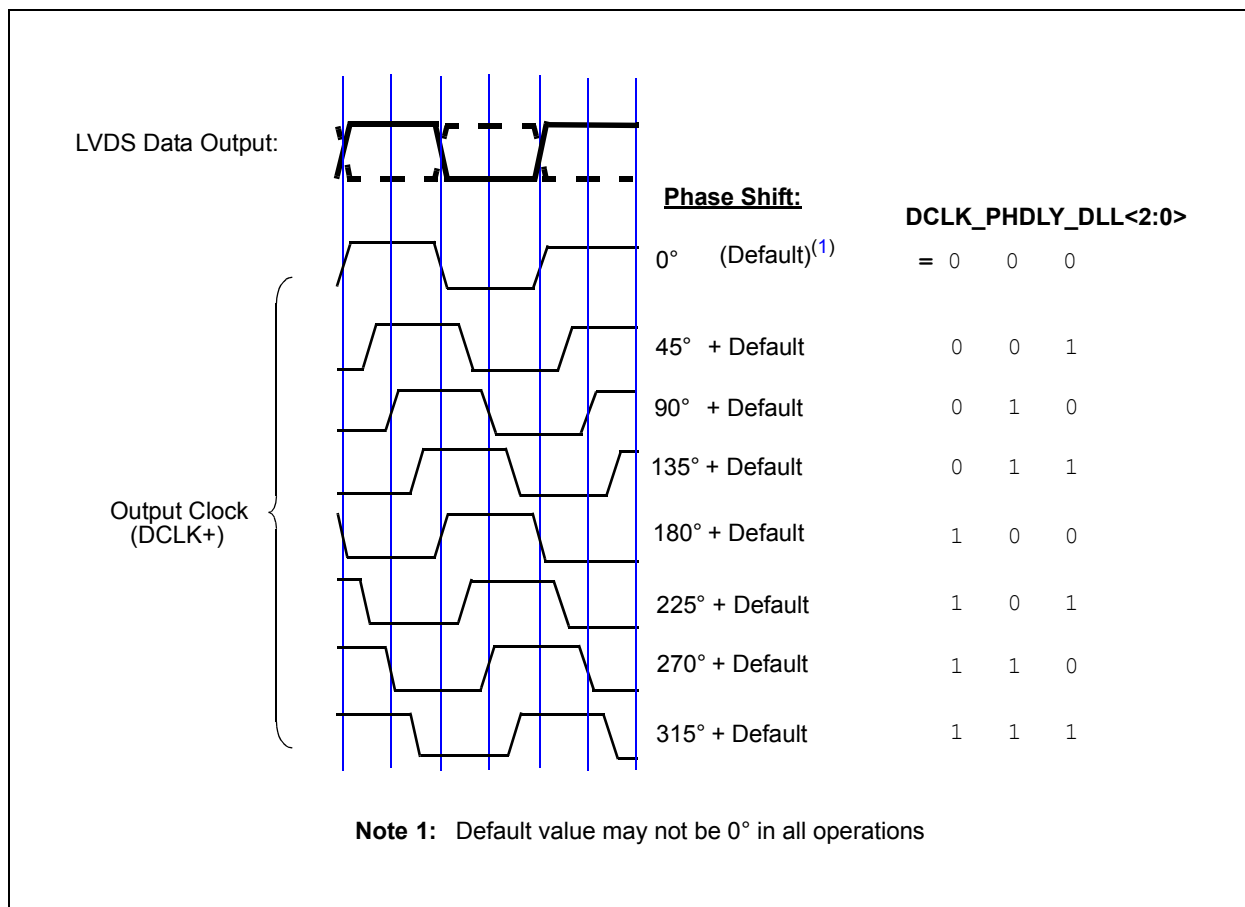 LVDS Data Output:
Phase Shift:
DCLK_PHDLY_DLL<2:0>
0° (Default)(1) = 0 0 0
45° + Default 0 0 1
90° + Default 0 1 0
135° + Default 0 1 1
Output Clock
(DCLK+)
180° + Default 1 0 0
225° + Default 1 0 1
270° + Default 1 1 0
315° + Default 1 1 1
Note 1: Default value may not be 0° in all operations